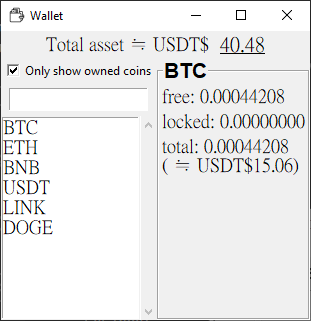 Wallet
Total asset ≒ USDT$ 40.48
Only show owned coins
BTC
ETH
BNB
USDT
LINK
DOGE
BTC
free: 0.00044208
locked: 0.00000000
total: 0.00044208
( ≒ USDT$15.06)